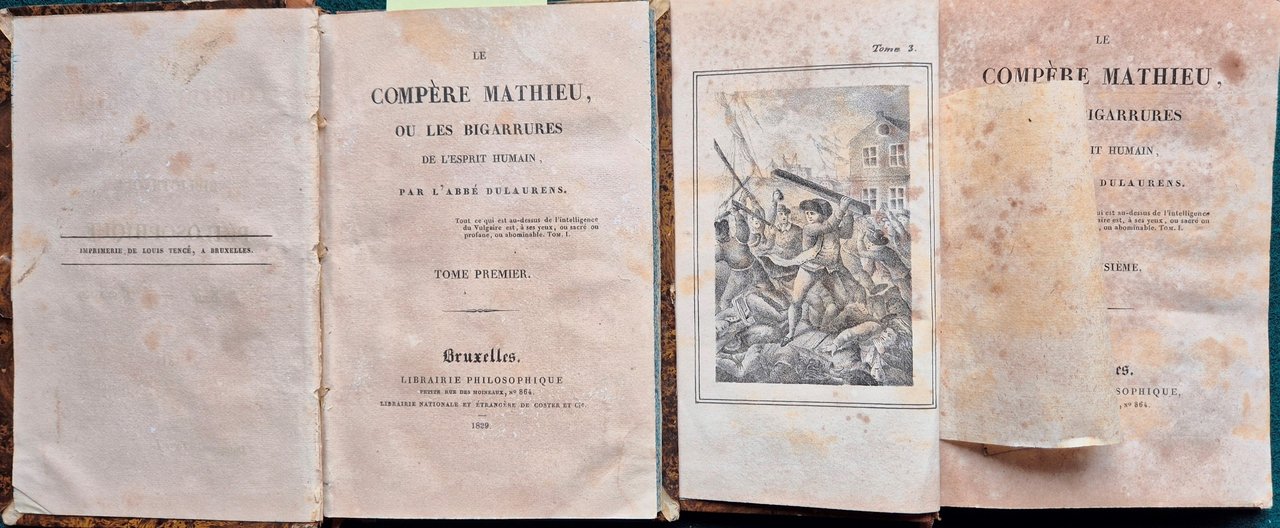 IMPRIMERIE DE LOUIS TENCÉ, A BRUXELLES.
LE
COMPÈRE MATHIEU,
OU LES BIGARRURES
DE L'ESPRIT HUMAIN,
PAR L'ABBÉ DULAURENS.
Tout ce qui est au-dessus de l'intelligence
du Vulgaire est, à ses yeux, ou sacré ou
profane, ou abominable. TOM. I.
TOME PREMIER.
Bruxelles,
LIBRAIRIE PHILOSOPHIQUE
PETITE RUE DES MOINEAUX, Nº 864.
LIBRAIRIE NATIONALE ET ÉTRANGÈRE DE COSTER ET Cie.
1829.
Tome 3.
LE
COMPÈRE MATHIEU,
IGARRURES
IT HUMAIN,
DULAURENS.
qui est au-dessus de l'intelligence
aire est, à ses yeux, ou sacré ou
, ou abominable. TOM. I.
SIÈME.
es.
SOPHIQUE,
, Nº 864.